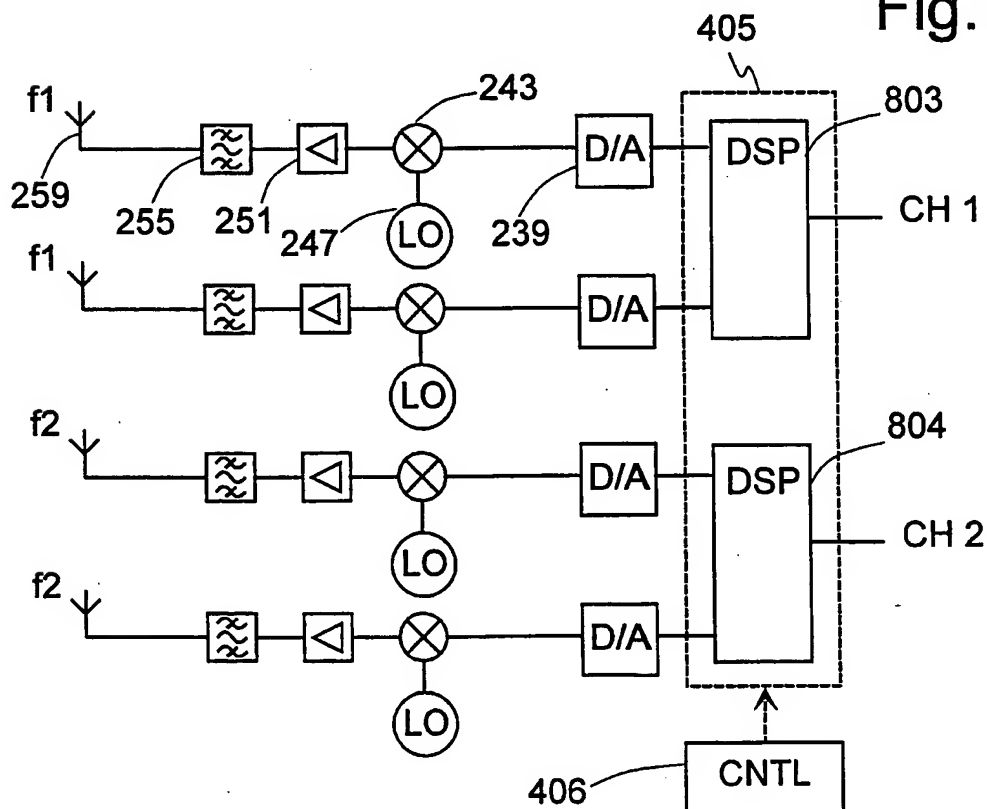 Fig.
405
f1
243
803
D/A
DSP
259
255
251
247
LO
239
CH 1
f1
D/A
LO
f2
804
D/A
DSP
CH 2
LO
f2
D/A
LO
406
CNTL